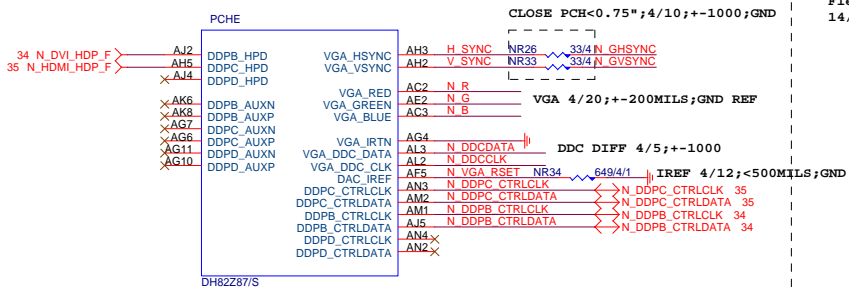 CLOSE PCH<0.75";4/10;+-1000;GND
14/
PCHE
34 N_DVI_HDP_F AJ2 DDPB_HPD VGA_HSYNC AH3 H_SYNC NR26 33/4 N_GHSYNC
35 N_HDMI_HDP_F AH5 DDPC_HPD VGA_VSYNC AH2 V_SYNC NR33 33/4 N_GVSYNC
AJ4 DDPD_HPD
VGA_RED AC2 N_R
AK6 DDPB_AUXN VGA_GREEN AE2 N_G VGA 4/20;+-200MILS;GND REF
AK8 DDPB_AUXP VGA_BLUE AC3 N_B
AG7 DDPC_AUXN
AG6 DDPC_AUXP VGA_IRTN AG4
AG11 DDPD_AUXN VGA_DDC_DATA AL3 N_DDCDATA DDC DIFF 4/5;+-1000
AG10 DDPD_AUXP VGA_DDC_CLK AL2 N_DDCCLK
DAC_IREF AF5 N_VGA_RSET NR34 649/4/1 IREF 4/12;<500MILS;GND
DDPC_CTRLCLK AN3 N_DDPC_CTRLCLK N_DDPC_CTRLCLK 35
DDPC_CTRLDATA AM2 N_DDPC_CTRLDATA N_DDPC_CTRLDATA 35
DDPB_CTRLCLK AM1 N_DDPB_CTRLCLK N_DDPB_CTRLCLK 34
DDPB_CTRLDATA AJ5 N_DDPB_CTRLDATA N_DDPB_CTRLDATA 34
DDPD_CTRLCLK AN4
DDPD_CTRLDATA AN2
DH82Z87/S